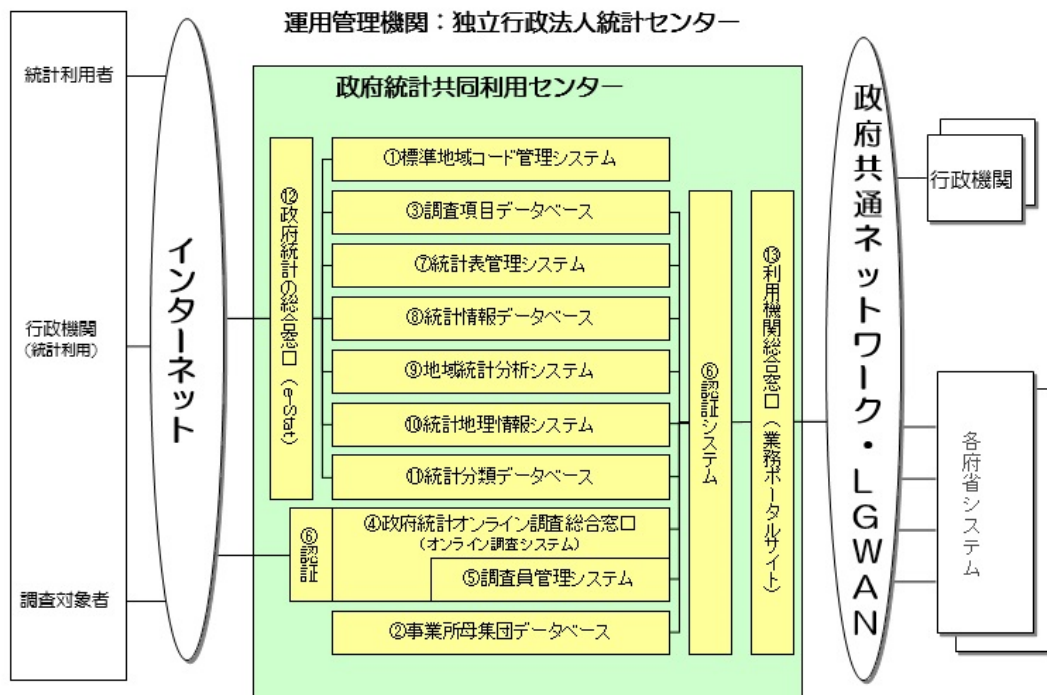 運用管理機関：独立行政法人統計センター
統計利用者
行政機関
(統計利用)
調査対象者
インターネット
政府統計共同利用センター
⑫政府統計の総合窓口（e-Stat）
①標準地域コード管理システム
③調査項目データベース
⑦統計表管理システム
⑧統計情報データベース
⑨地域統計分析システム
⑩統計地理情報システム
⑪統計分類データベース
⑥認証
④政府統計オンライン調査総合窓口
(オンライン調査システム)
⑤調査員管理システム
②事業所母集団データベース
⑥認証システム
⑬利用機関総合窓口（業務ポータルサイト）
政府共通ネットワーク・LGWAN
行政機関
各府省システム